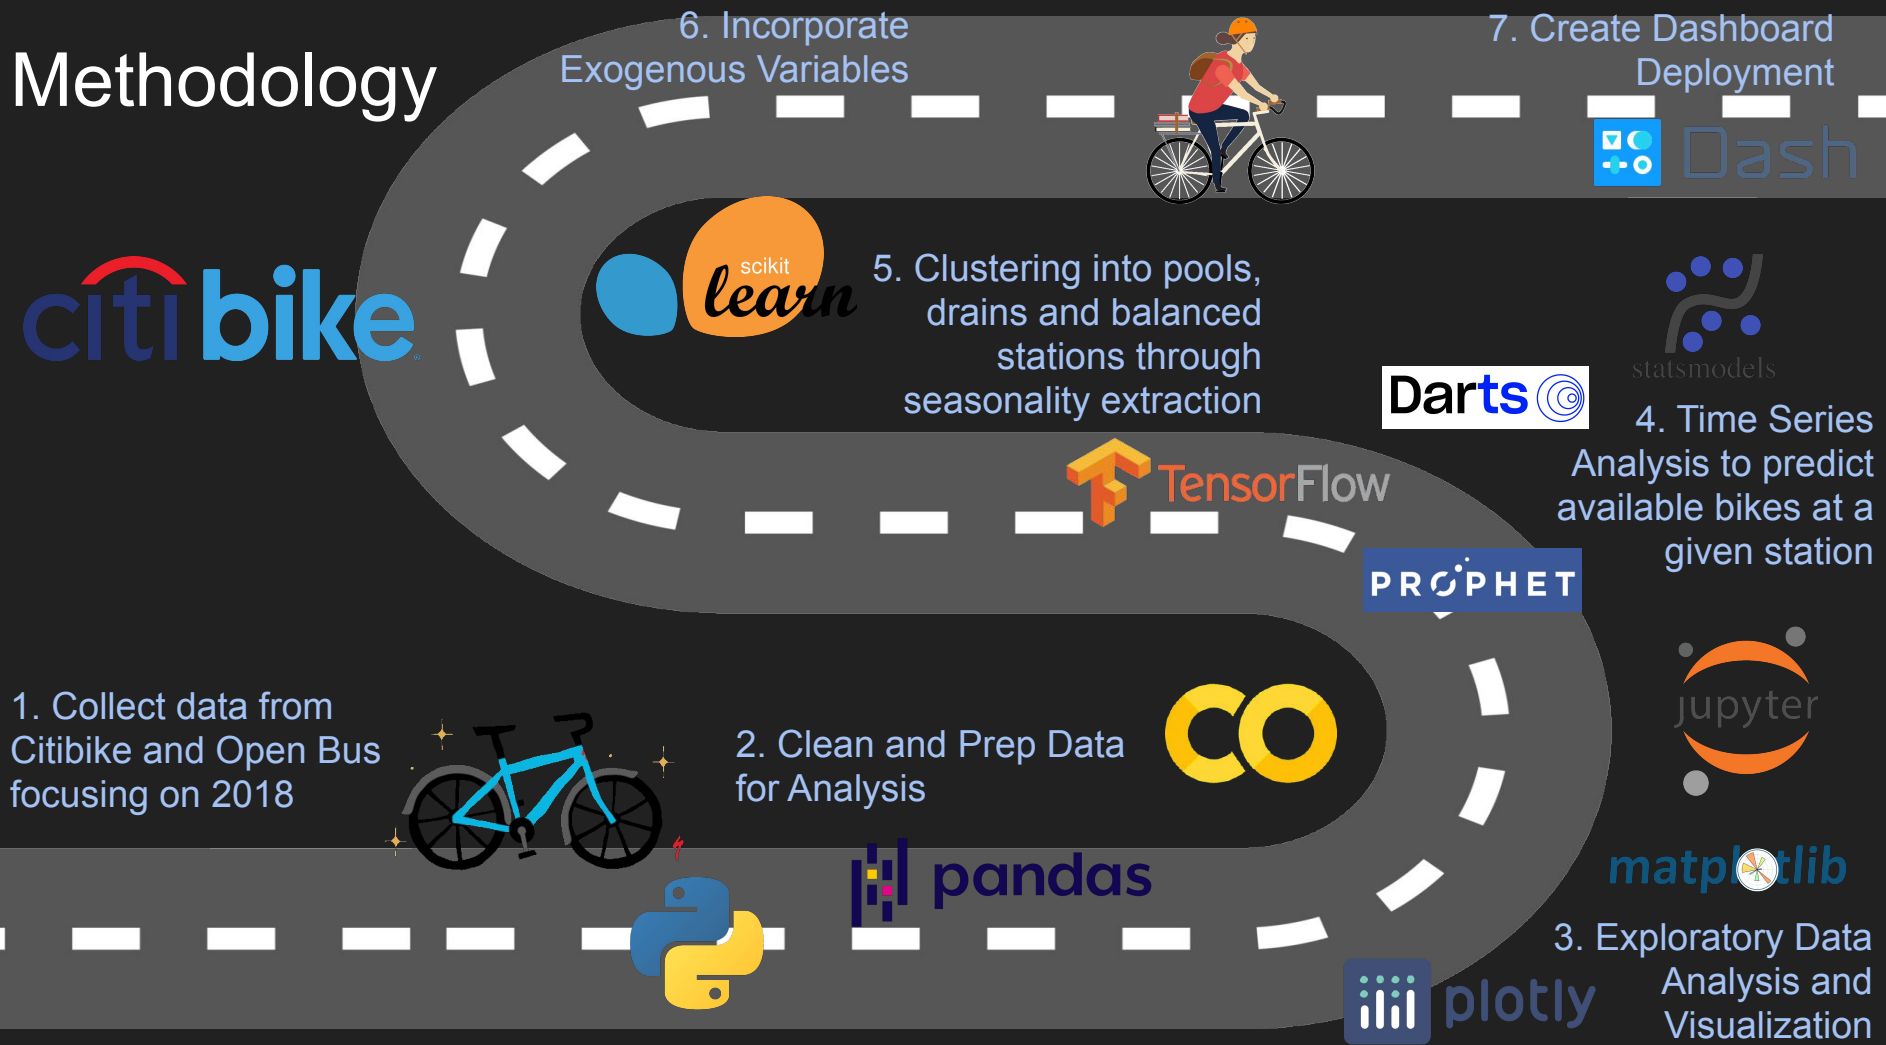 Methodology
6. Incorporate
Exogenous Variables
7. Create Dashboard
Deployment
Dash
citi bike
scikit
learn
5. Clustering into pools,
drains and balanced
stations through
seasonality extraction
statsmodels
Darts
4. Time Series
Analysis to predict
available bikes at a
given station
TensorFlow
PROPHET
jupyter
1. Collect data from
Citibike and Open Bus
focusing on 2018
2. Clean and Prep Data
for Analysis
CO
pandas
matplotlib
3. Exploratory Data
Analysis and
Visualization
plotly